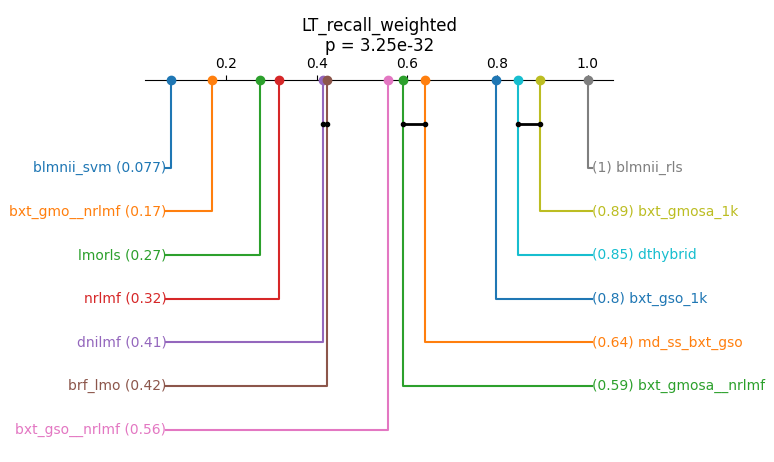 LT_recall_weighted
p = 3.25e-32
0.2 0.4 0.6 0.8 1.0
blmnii_svm (0.077)
(1) blmnii_rls
bxt_gmo__nrlmf (0.17)
(0.89) bxt_gmosa_1k
lmorls (0.27)
(0.85) dthybrid
nrlmf (0.32)
(0.8) bxt_gso_1k
dnilmf (0.41)
(0.64) md_ss_bxt_gso
brf_lmo (0.42)
(0.59) bxt_gmosa__nrlmf
bxt_gso__nrlmf (0.56)